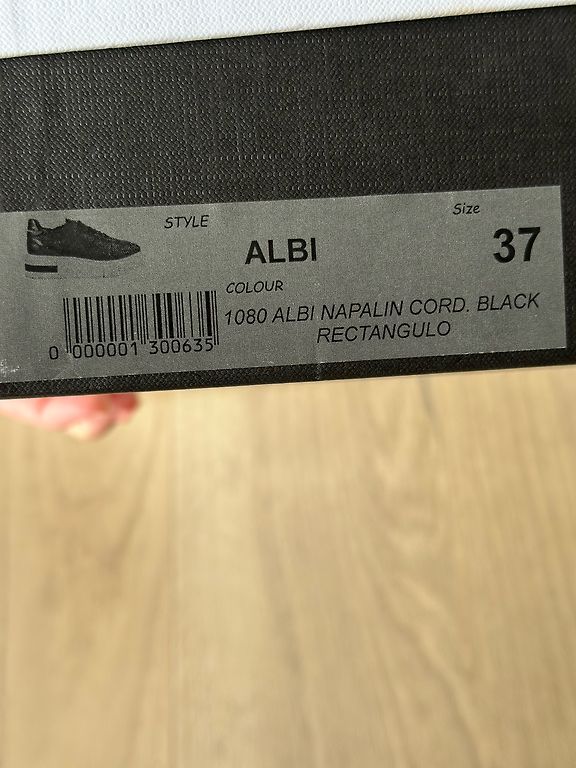 STYLE
Size
ALBI
37
COLOUR
1080 ALBI NAPALIN CORD. BLACK
RECTANGULO
0 000001 300635